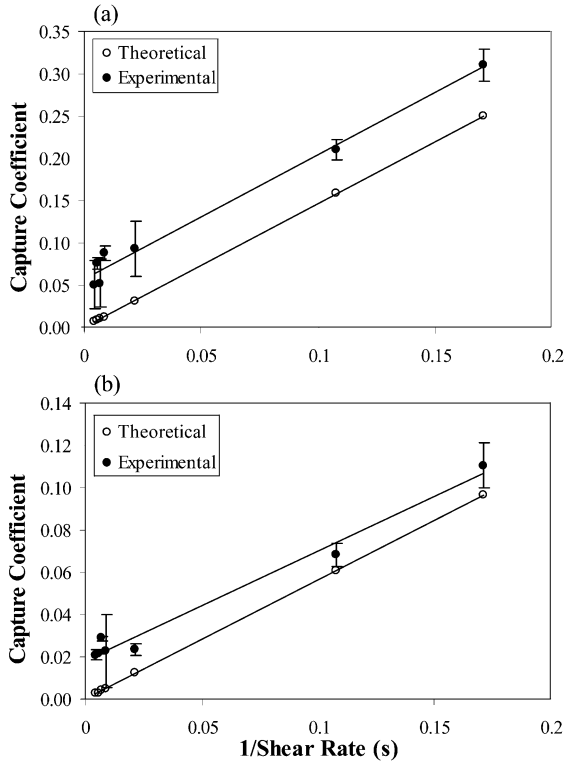 (a)
Theoretical
Experimental
Capture Coefficient
0.35
0.30
0.25
0.20
0.15
0.10
0.05
0.00
0
0.05
0.1
0.15
0.2
(b)
Theoretical
Experimental
Capture Coefficient
0.14
0.12
0.10
0.08
0.06
0.04
0.02
0.00
0
0.05
0.1
0.15
0.2
1/Shear Rate (s)